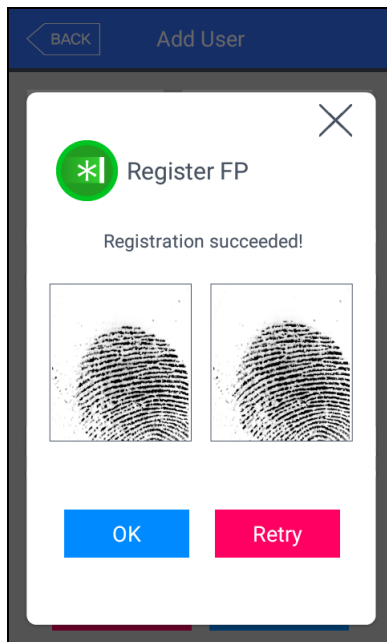 BACK
Add User
Register FP
Registration succeeded!
OK
Retry